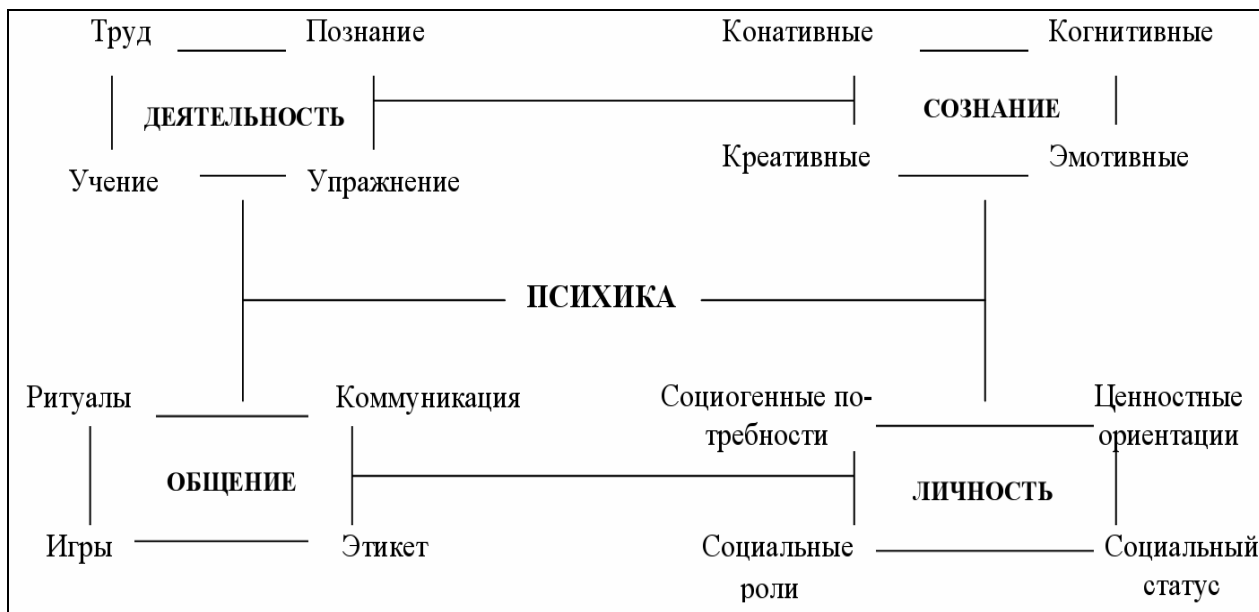 Труд Познание Конативные Когнитивные
ДЕЯТЕЛЬНОСТЬ СОЗНАНИЕ
Учение Упражнение Креативные Эмотивные
ПСИХИКА
Ритуалы Коммуникация Социогенные по- Ценностные
требности ориентации
ОБЩЕНИЕ ЛИЧНОСТЬ
Игры Этикет Социальные Социальный
роли статус